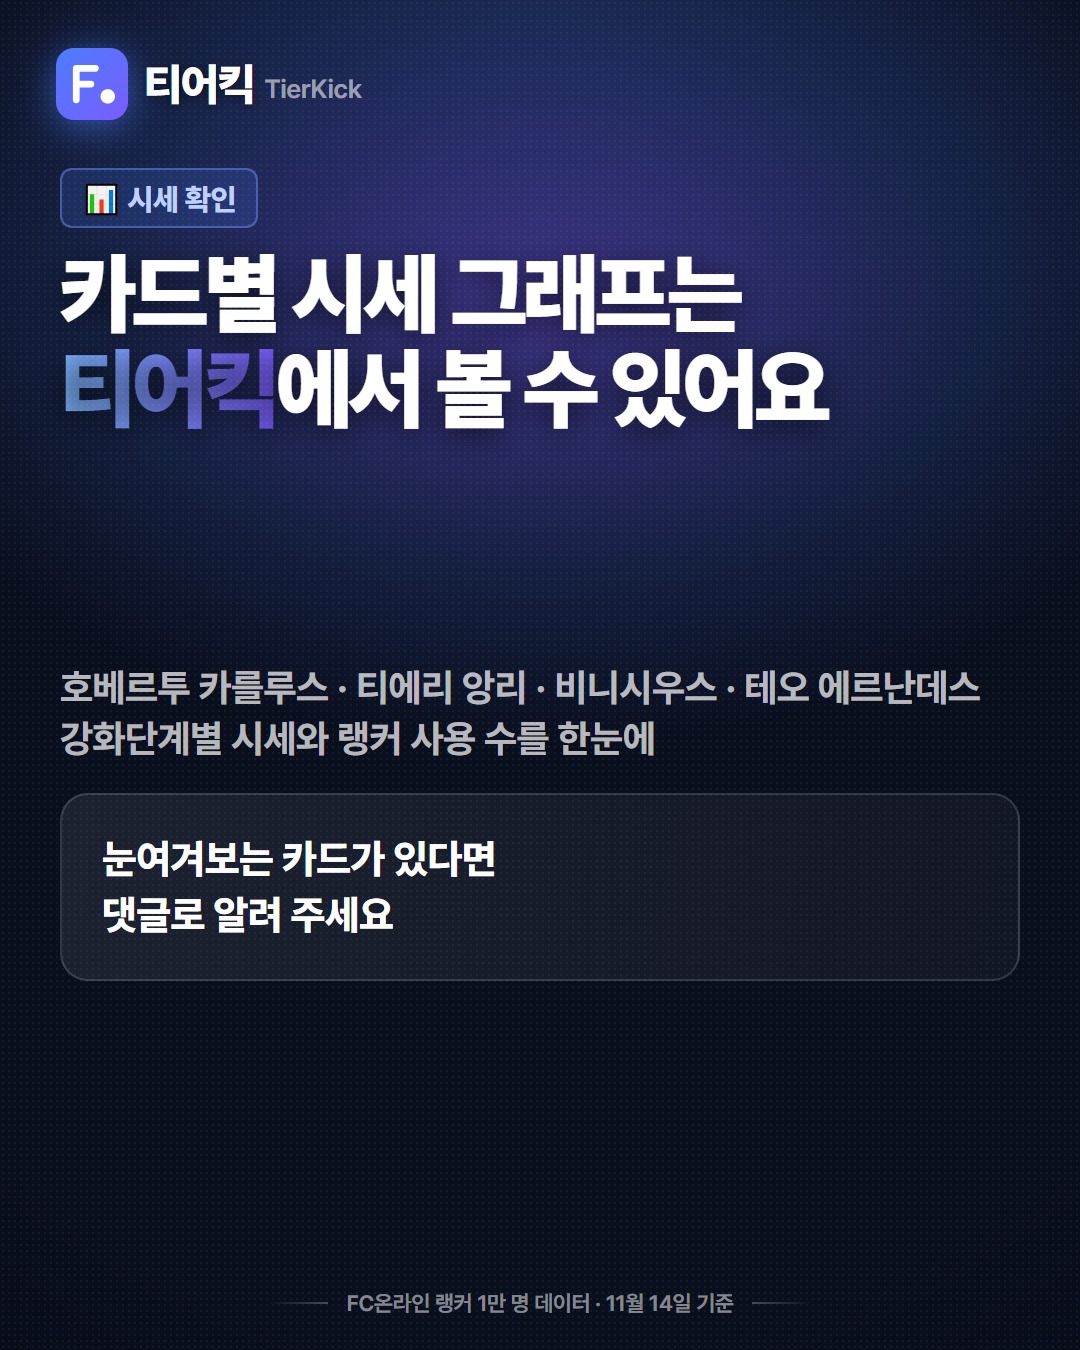 F.
티어킥 TierKick
📊 시세 확인
카드별 시세 그래프는
티어킥에서 볼 수 있어요
호베르투 카를루스 · 티에리 앙리 · 비니시우스 · 테오 에르난데스
강화단계별 시세와 랭커 사용 수를 한눈에
눈여겨보는 카드가 있다면
댓글로 알려 주세요
FC온라인 랭커 1만 명 데이터 · 11월 14일 기준